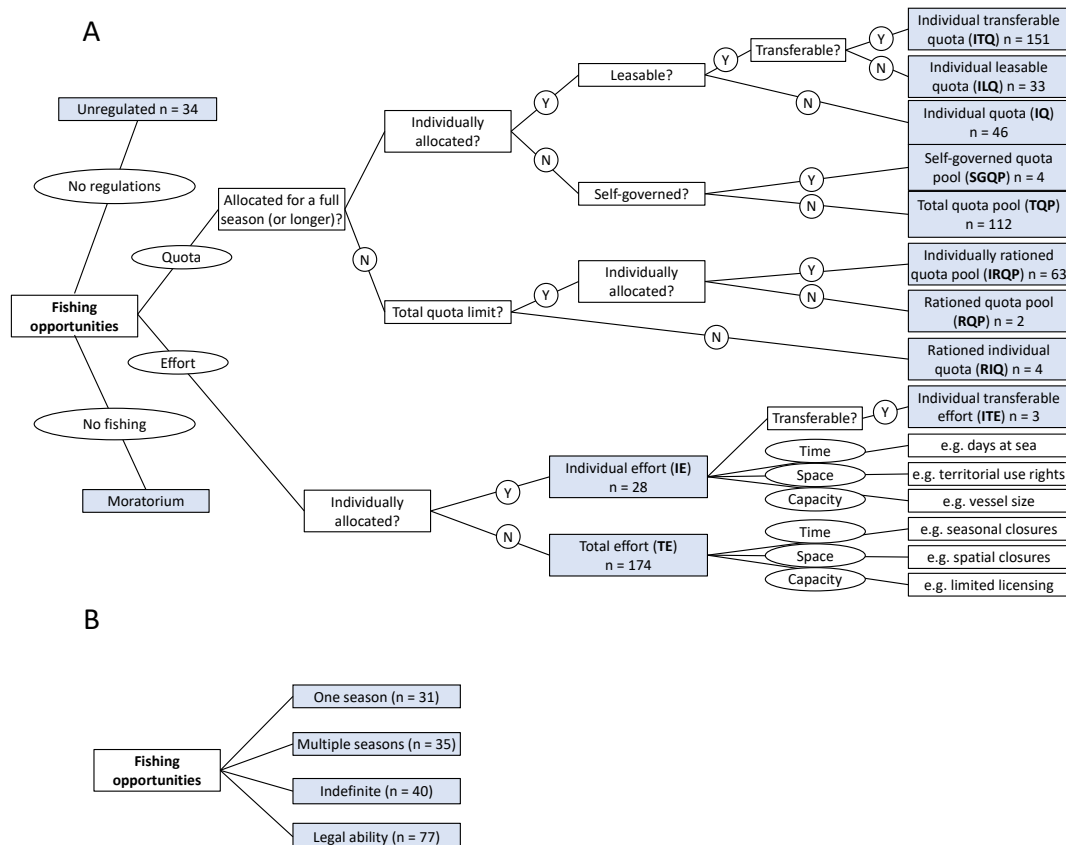 A
Unregulated n = 34
No regulations
Quota
Fishing
opportunities
Effort
No fishing
Moratorium
Allocated for a full
season (or longer)?
N
Individually
allocated?
Y
N
Leasable?
Y
N
Transferable?
Y
N
Individual transferable
quota (ITQ) n = 151
Individual leasable
quota (ILQ) n = 33
Individual quota (IQ)
n = 46
Self-governed?
Y
N
Self-governed quota
pool (SGQP) n = 4
Total quota pool (TQP)
n = 112
Total quota limit?
Y
N
Individually
allocated?
Y
N
Individually rationed
quota pool (IRQP) n = 63
Rationed quota pool
(RQP) n = 2
Rationed individual
quota (RIQ) n = 4
Individually
allocated?
Y
N
Individual effort (IE)
n = 28
Transferable?
Y
Individual transferable
effort (ITE) n = 3
Time
e.g. days at sea
Space
e.g. territorial use rights
Capacity
e.g. vessel size
Total effort (TE)
n = 174
Time
e.g. seasonal closures
Space
e.g. spatial closures
Capacity
e.g. limited licensing
B
Fishing
opportunities
One season (n = 31)
Multiple seasons (n = 35)
Indefinite (n = 40)
Legal ability (n = 77)